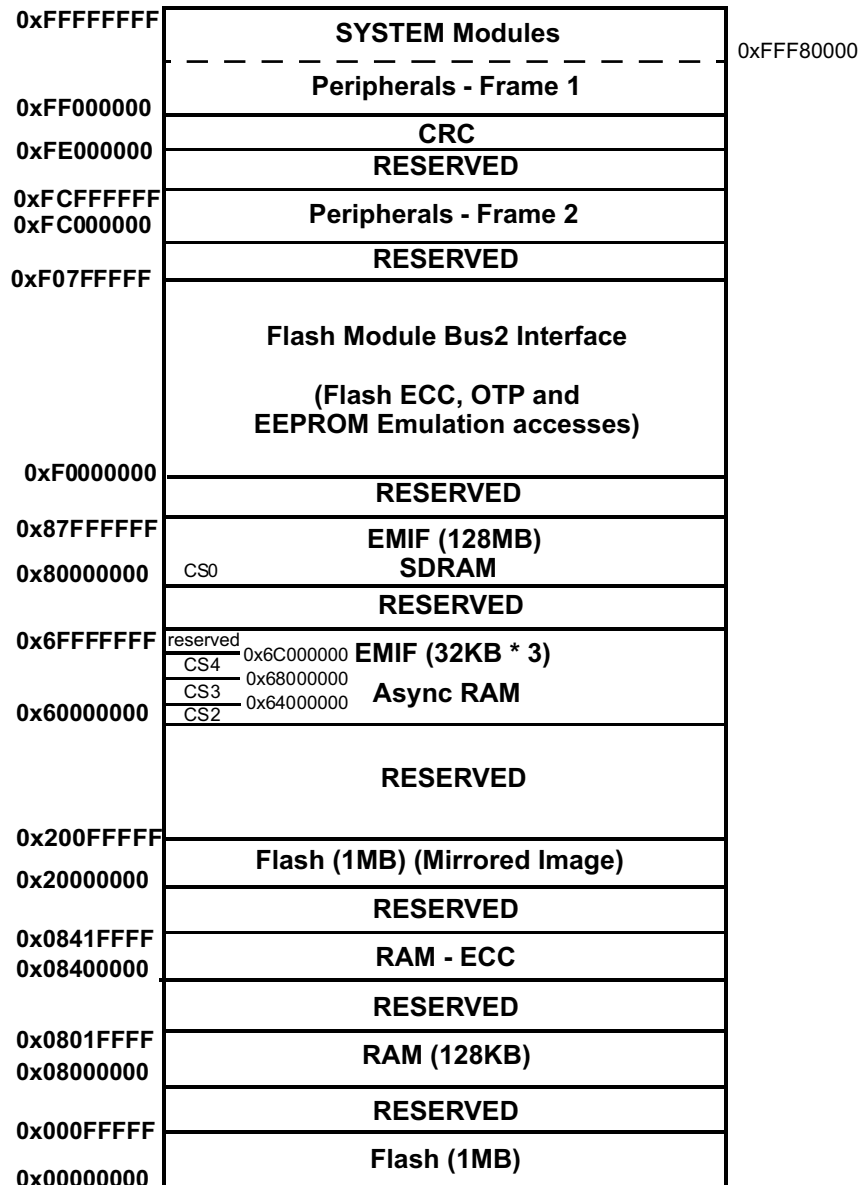 0xFFFFFFFF
SYSTEM Modules
0xFFF80000
Peripherals - Frame 1
0xFF000000
CRC
0xFE000000
RESERVED
0xFCFFFFFF
Peripherals - Frame 2
0xFC000000
RESERVED
0xF07FFFFF
Flash Module Bus2 Interface
(Flash ECC, OTP and
EEPROM Emulation accesses)
0xF0000000
RESERVED
0x87FFFFFF
EMIF (128MB)
0x80000000
CS0
SDRAM
RESERVED
0x6FFFFFFF
reserved
0x6C000000
EMIF (32KB * 3)
CS4
0x68000000
CS3
Async RAM
0x64000000
0x60000000
CS2
RESERVED
0x200FFFFF
Flash (1MB) (Mirrored Image)
0x20000000
RESERVED
0x0841FFFF
RAM - ECC
0x08400000
RESERVED
0x0801FFFF
RAM (128KB)
0x08000000
RESERVED
0x000FFFFF
Flash (1MB)
0x00000000